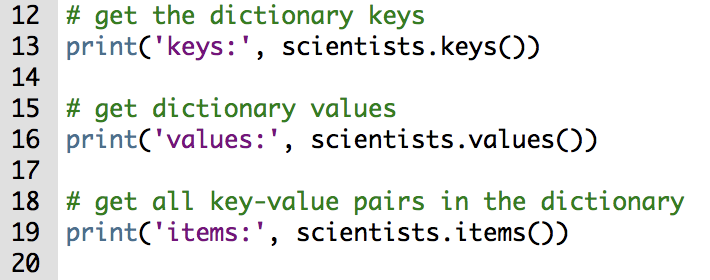 12 # get the dictionary keys
13 print('keys:', scientists.keys())
14
15 # get dictionary values
16 print('values:', scientists.values())
17
18 # get all key-value pairs in the dictionary
19 print('items:', scientists.items())
20